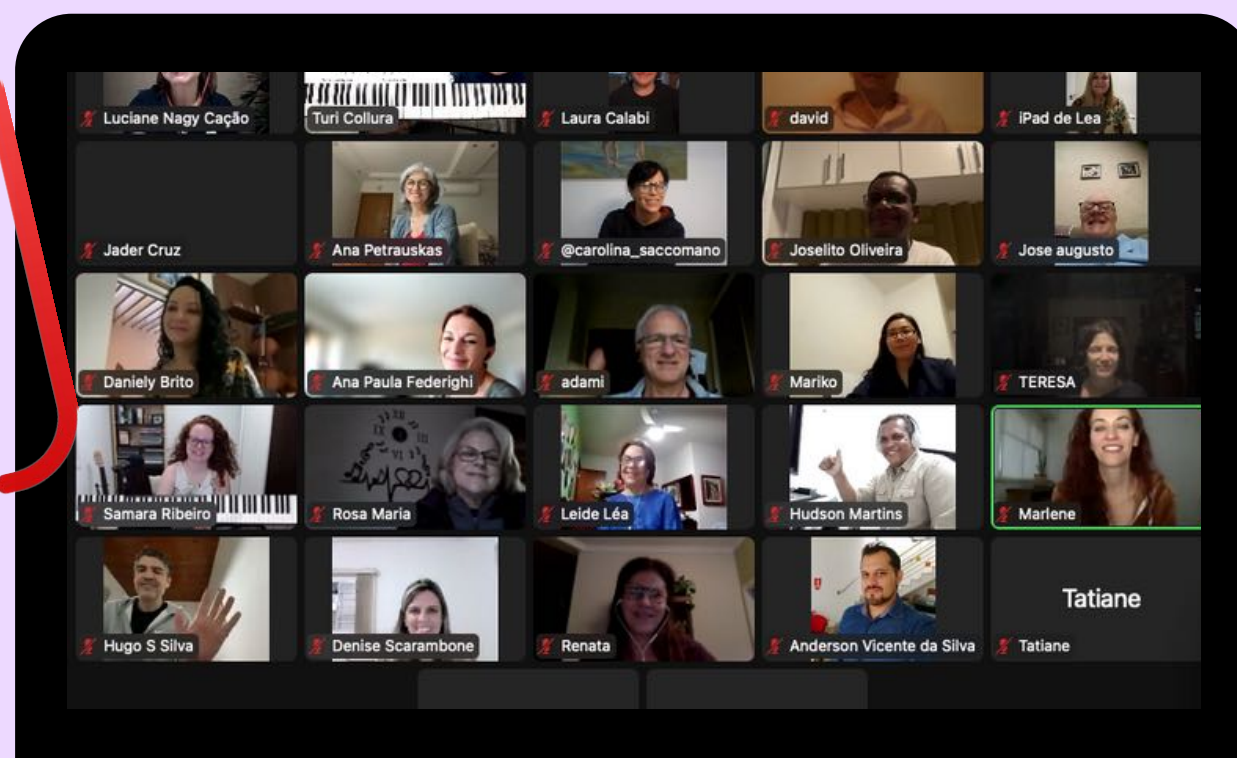 Luciane Nagy Cação
Turi Collura
Laura Calabi
david
iPad de Lea
Jader Cruz
Ana Petrauskas
@carolina_saccomano
Joselito Oliveira
Jose augusto
Daniely Brito
Ana Paula Federighi
adami
Mariko
TERESA
Samara Ribeiro
Rosa Maria
Leide Léa
Hudson Martins
Marlene
Hugo S Silva
Denise Scarambone
Renata
Anderson Vicente da Silva
Tatiane
Tatiane